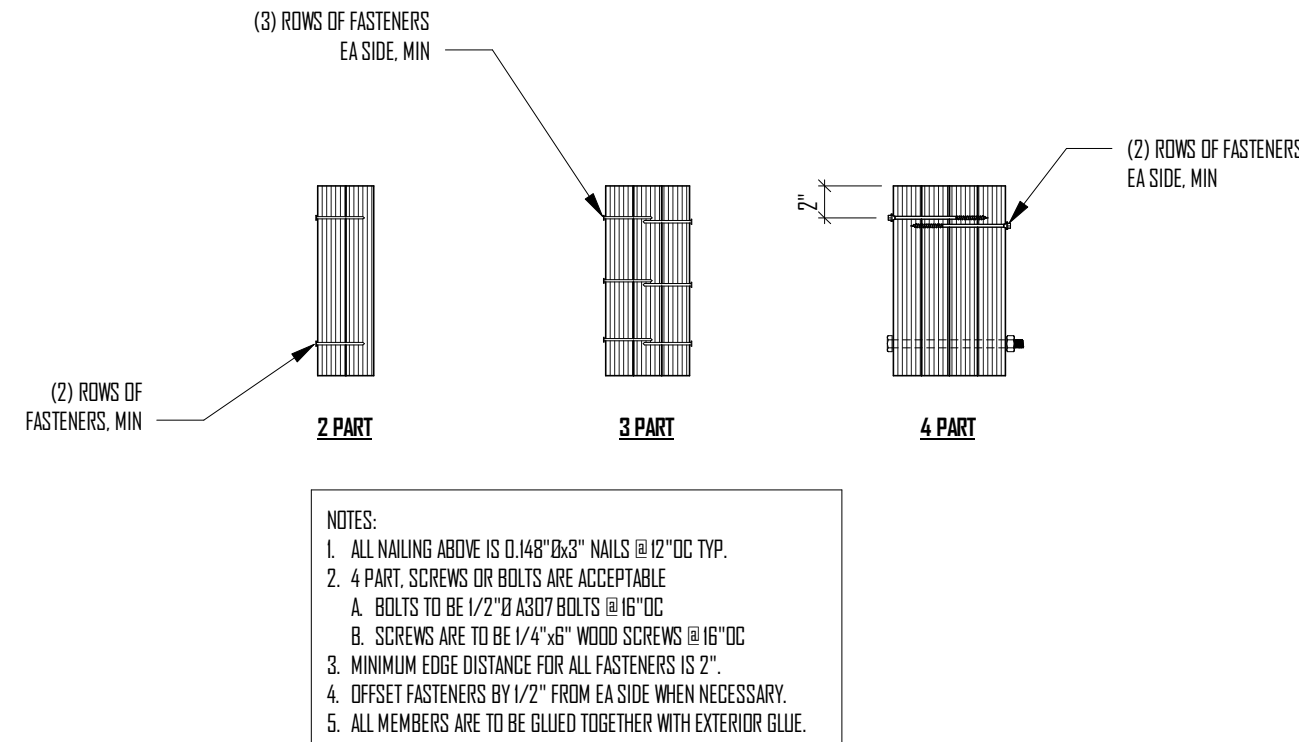 (3) ROWS OF FASTENERS
EA SIDE, MIN
(2) ROWS OF FASTENERS
EA SIDE, MIN
2"
(2) ROWS OF
FASTENERS, MIN
2 PART
3 PART
4 PART
NOTES:
1. ALL NAILING ABOVE IS 0.148"Øx3" NAILS @ 12"OC TYP.
2. 4 PART, SCREWS OR BOLTS ARE ACCEPTABLE
A. BOLTS TO BE 1/2"Ø A307 BOLTS @ 16"OC
B. SCREWS ARE TO BE 1/4"x6" WOOD SCREWS @ 16"OC
3. MINIMUM EDGE DISTANCE FOR ALL FASTENERS IS 2".
4. OFFSET FASTENERS BY 1/2" FROM EA SIDE WHEN NECESSARY.
5. ALL MEMBERS ARE TO BE GLUED TOGETHER WITH EXTERIOR GLUE.